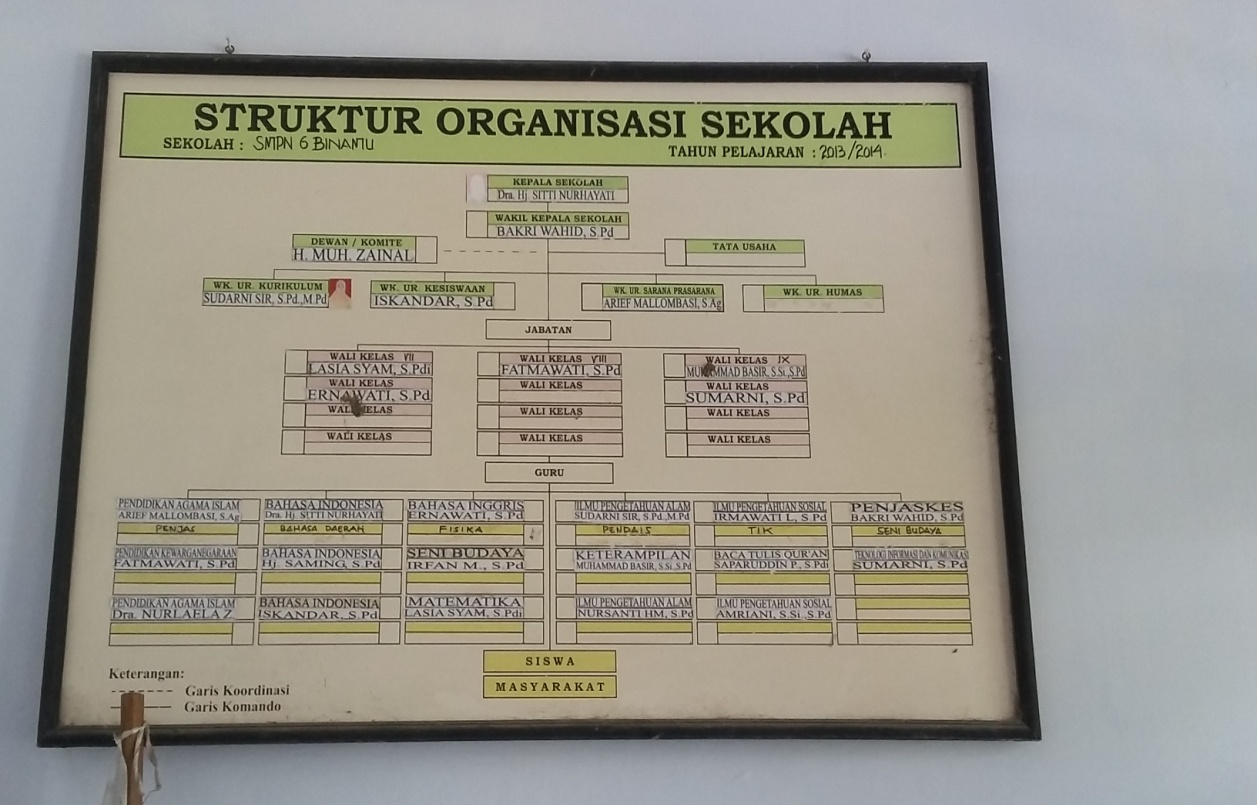 STRUKTUR ORGANISASI SEKOLAH
SEKOLAH : SMPN 6 BINAMU
TAHUN PELAJARAN : 2013/2014
KEPALA SEKOLAH
Dra. Hj SITTI NURHAYATI
WAKIL KEPALA SEKOLAH
BAKRI WAHID, S.Pd
DEWAN / KOMITE
H. MUH. ZAINAL
TATA USAHA
WK. UR. KURIKULUM
SUDARNI SIR, S.Pd.,M.Pd
WK. UR. KESISWAAN
ISKANDAR, S.Pd
WK. UR. SARANA PRASARANA
ARIEF MALLOMBASI, S.Ag
WK. UR. HUMAS
JABATAN
WALI KELAS VII
LASIA SYAM, S.Pdi
WALI KELAS VIII
FATMAWATI, S.Pd
WALI KELAS IX
MUHAMMAD BASIR, S.Si.,S.Pd
WALI KELAS
ERNAWATI, S.Pd
WALI KELAS
WALI KELAS
SUMARNI, S.Pd
WALI KELAS
WALI KELAS
WALI KELAS
WALI KELAS
WALI KELAS
WALI KELAS
GURU
PENDIDIKAN AGAMA ISLAM
ARIEF MALLOMBASI, S.Ag
BAHASA INDONESIA
Dra. Hj. SITTI NURHAYATI
BAHASA INGGRIS
ERNAWATI, S.Pd
ILMU PENGETAHUAN ALAM
SUDARNI SIR, S.Pd.,M.Pd
ILMU PENGETAHUAN SOSIAL
IRMAWATI L, S.Pd
PENJASKES
BAKRI WAHID, S.Pd
PENJAS
BAHASA DAERAH
FISIKA
PENDAIS
TIK
SENI BUDAYA
PENDIDIKAN KEWARGANEGARAAN
FATMAWATI, S.Pd
BAHASA INDONESIA
Hj. SAMING, S.Pd
SENI BUDAYA
IRFAN M., S.Pd
KETERAMPILAN
MUHAMMAD BASIR, S.Si.,S.Pd
BACA TULIS QUR'AN
SAPARUDDIN P., S.Pd
TEKNOLOGI INFORMASI DAN KOMUNIKASI
SUMARNI, S.Pd
PENDIDIKAN AGAMA ISLAM
Dra. NURLAELA Z
BAHASA INDONESIA
ISKANDAR, S.Pd
MATEMATIKA
LASIA SYAM, S.Pdi
ILMU PENGETAHUAN ALAM
NURSANTI HM, S.Pd
ILMU PENGETAHUAN SOSIAL
AMRIANI, S.Si.,S.Pd
SISWA
MASYARAKAT
Keterangan:
Garis Koordinasi
Garis Komando